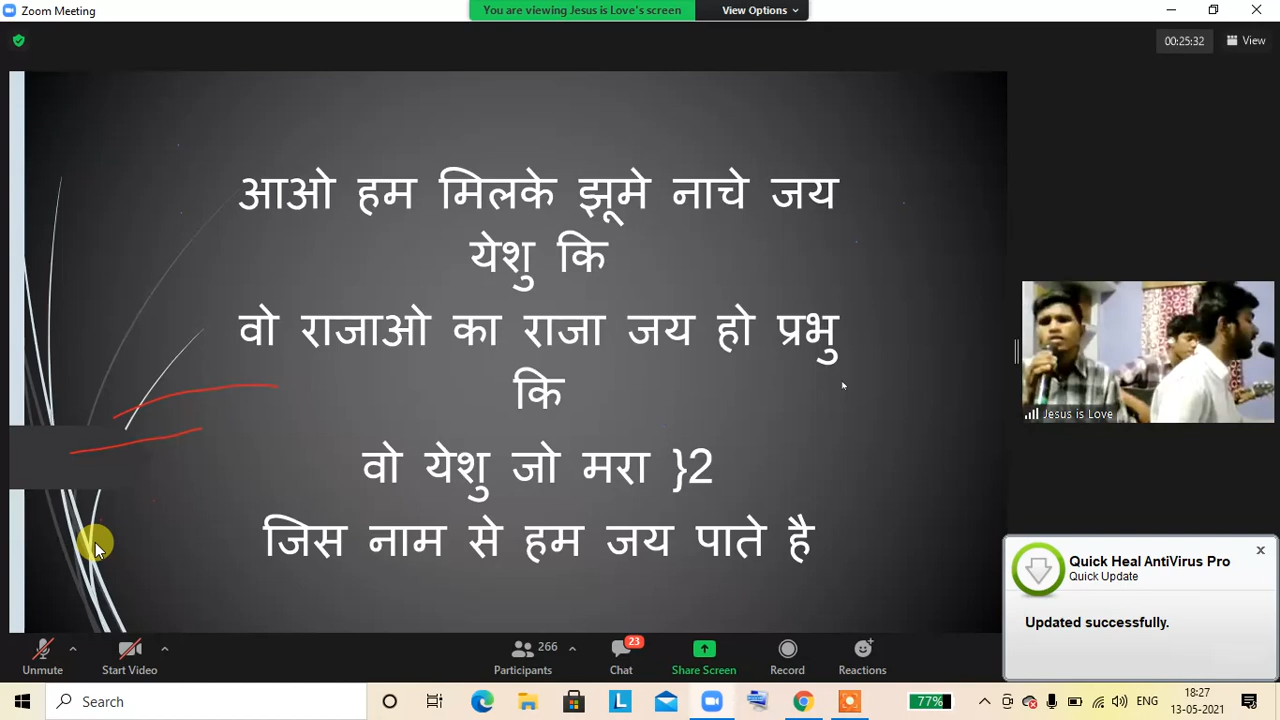 Zoom Meeting
You are viewing Jesus is Love's screen
View Options
00:25:32
View
आओ हम मिलके झूमे नाचे जय
येशु कि
वो राजाओ का राजा जय हो प्रभु
कि
वो येशु जो मरा }2
जिस नाम से हम जय पाते है
Jesus is Love
Quick Heal AntiVirus Pro
Quick Update
Updated successfully.
Unmute
Start Video
266
Participants
23
Chat
Share Screen
Record
Reactions
Search
L
77%
ENG
18:27
13-05-2021